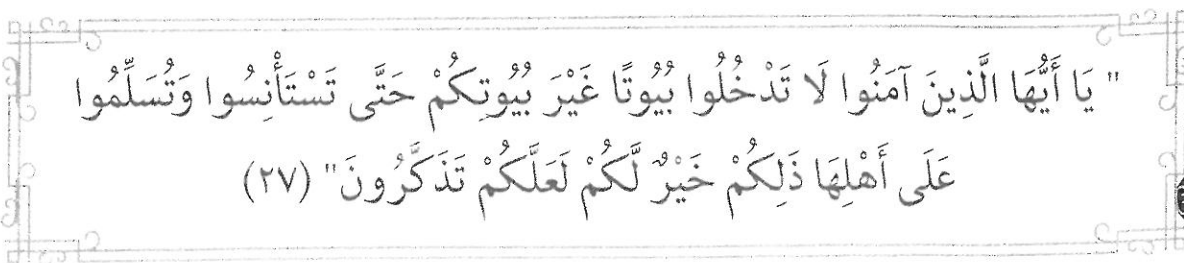 " يَا أَيُّهَا الَّذِينَ آمَنُوا لَا تَدْخُلُوا بُيُوتًا غَيْرَ بُيُوتِكُمْ حَتَّى تَسْتَأْنِسُوا وَتُسَلِّمُوا
عَلَى أَهْلِهَا ذَلِكُمْ خَيْرٌ لَّكُمْ لَعَلَّكُمْ تَذَكَّرُونَ" (٢٧)